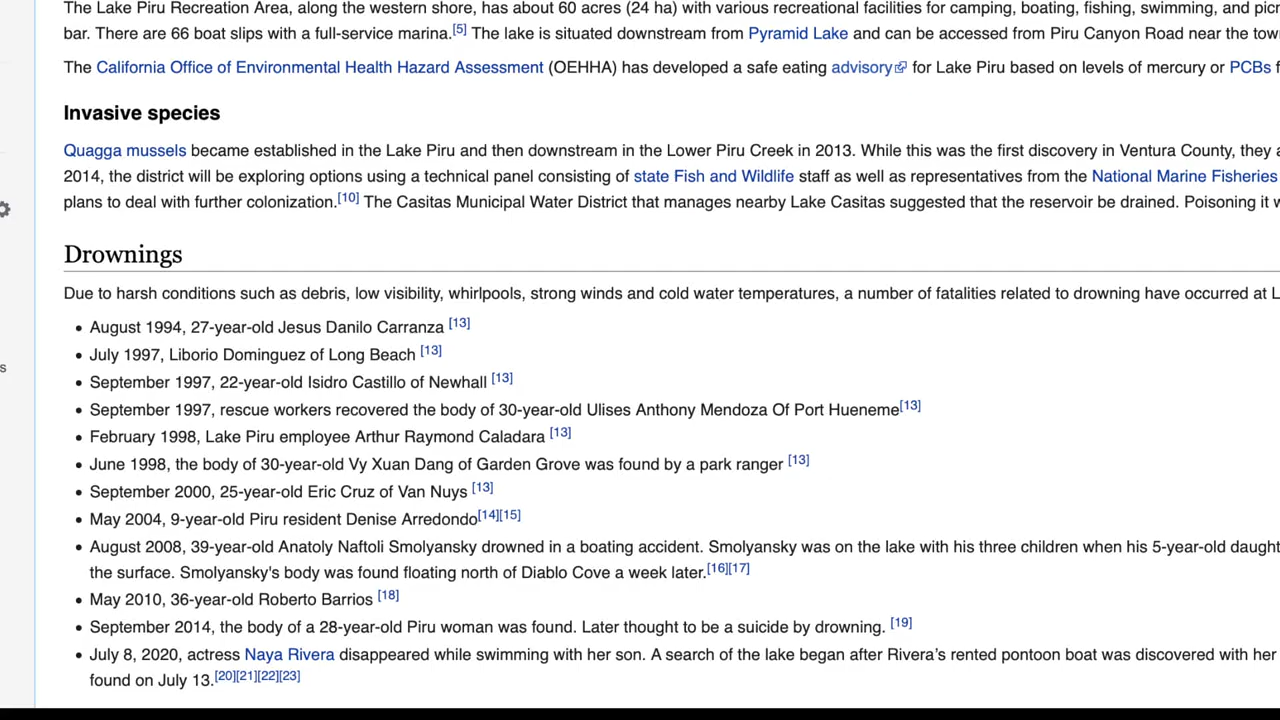 The Lake Piru Recreation Area, along the western shore, has about 60 acres (24 ha) with various recreational facilities for camping, boating, fishing, swimming, and
bar. There are 66 boat slips with a full-service marina.[5] The lake is situated downstream from Pyramid Lake and can be accessed from Piru Canyon Road near the
The California Office of Environmental Health Hazard Assessment (OEHHA) has developed a safe eating advisory for Lake Piru based on levels of mercury or PCBs
Invasive species
Quagga mussels became established in the Lake Piru and then downstream in the Lower Piru Creek in 2013. While this was the first discovery in Ventura County, they
2014, the district will be exploring options using a technical panel consisting of state Fish and Wildlife staff as well as representatives from the National Marine Fisheries
plans to deal with further colonization.[10] The Casitas Municipal Water District that manages nearby Lake Casitas suggested that the reservoir be drained. Poisoning it
Drownings
Due to harsh conditions such as debris, low visibility, whirlpools, strong winds and cold water temperatures, a number of fatalities related to drowning have occurred at
• August 1994, 27-year-old Jesus Danilo Carranza [13]
• July 1997, Liborio Dominguez of Long Beach [13]
• September 1997, 22-year-old Isidro Castillo of Newhall [13]
• September 1997, rescue workers recovered the body of 30-year-old Ulises Anthony Mendoza Of Port Hueneme[13]
• February 1998, Lake Piru employee Arthur Raymond Caladara [13]
• June 1998, the body of 30-year-old Vy Xuan Dang of Garden Grove was found by a park ranger [13]
• September 2000, 25-year-old Eric Cruz of Van Nuys [13]
• May 2004, 9-year-old Piru resident Denise Arredondo[14][15]
• August 2008, 39-year-old Anatoly Naftoli Smolyansky drowned in a boating accident. Smolyansky was on the lake with his three children when his 5-year-old
the surface. Smolyansky's body was found floating north of Diablo Cove a week later.[16][17]
• May 2010, 36-year-old Roberto Barrios [18]
• September 2014, the body of a 28-year-old Piru woman was found. Later thought to be a suicide by drowning. [19]
• July 8, 2020, actress Naya Rivera disappeared while swimming with her son. A search of the lake began after Rivera's rented pontoon boat was discovered with her
found on July 13.[20][21][22][23]